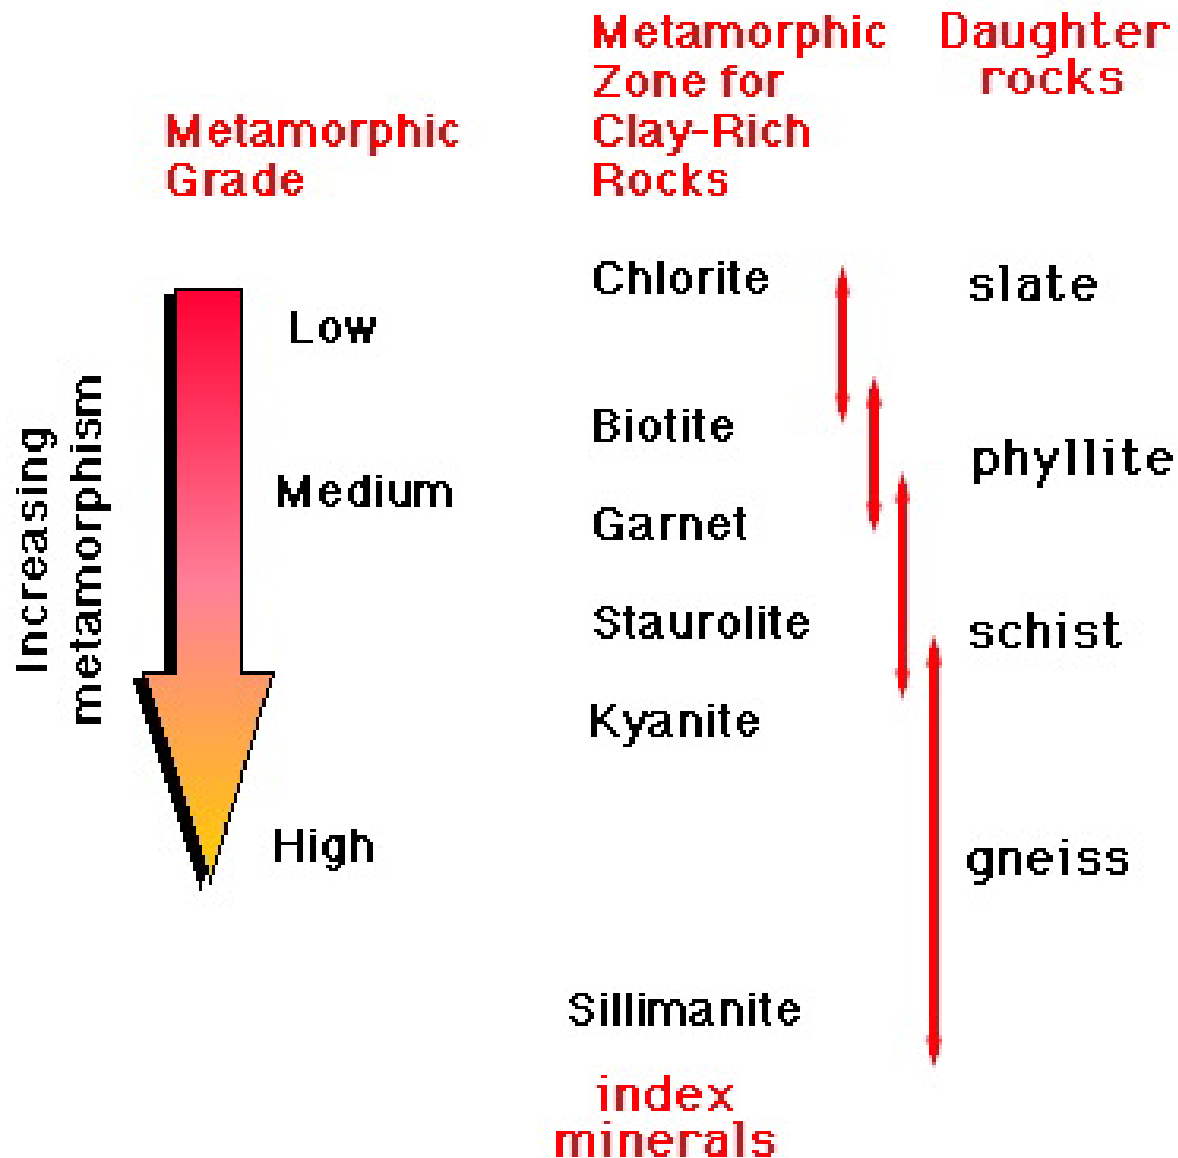 Metamorphic
Zone for
Clay-Rich
Rocks
Daughter
rocks
Metamorphic
Grade
Increasing
metamorphism
Low
Medium
High
Chlorite
Biotite
Garnet
Staurolite
Kyanite
Sillimanite
index
minerals
slate
phyllite
schist
gneiss